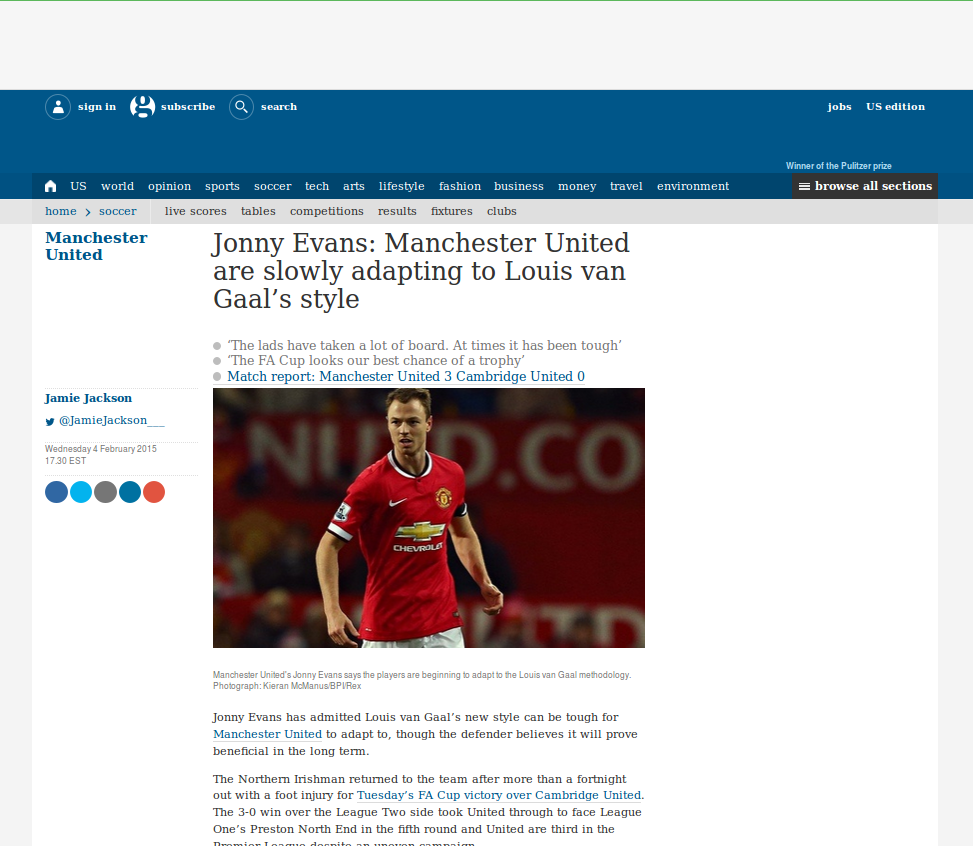 sign in subscribe search jobs US edition
Winner of the Pulitzer prize
US world opinion sports soccer tech arts lifestyle fashion business money travel environment browse all sections
home soccer live scores tables competitions results fixtures clubs
Manchester
United
Jonny Evans: Manchester United
are slowly adapting to Louis van
Gaal’s style
‘The lads have taken a lot of board. At times it has been tough’
‘The FA Cup looks our best chance of a trophy’
Match report: Manchester United 3 Cambridge United 0
Jamie Jackson
@JamieJackson___
Wednesday 4 February 2015
17.30 EST
NU D.CO
CHEVROLET
Manchester United’s Jonny Evans says the players are beginning to adapt to the Louis van Gaal methodology.
Photograph: Kieran McManus/BPI/Rex
Jonny Evans has admitted Louis van Gaal’s new style can be tough for
Manchester United to adapt to, though the defender believes it will prove
beneficial in the long term.
The Northern Irishman returned to the team after more than a fortnight
out with a foot injury for Tuesday’s FA Cup victory over Cambridge United.
The 3-0 win over the League Two side took United through to face League
One’s Preston North End in the fifth round and United are third in the
Premier League despite an uneven campaign.